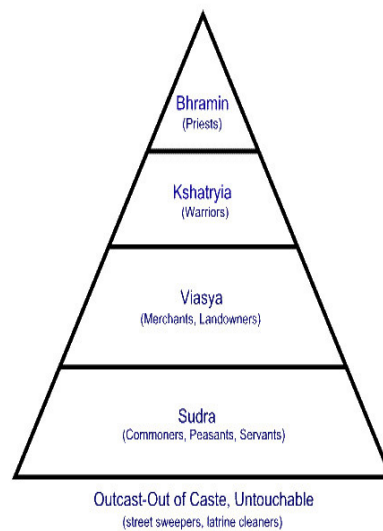 Bhramin
(Priests)
Kshatryia
(Warriors)
Viasya
(Merchants, Landowners)
Sudra
(Commoners, Peasants, Servants)
Outcast-Out of Caste, Untouchable
(street sweepers, latrine cleaners)